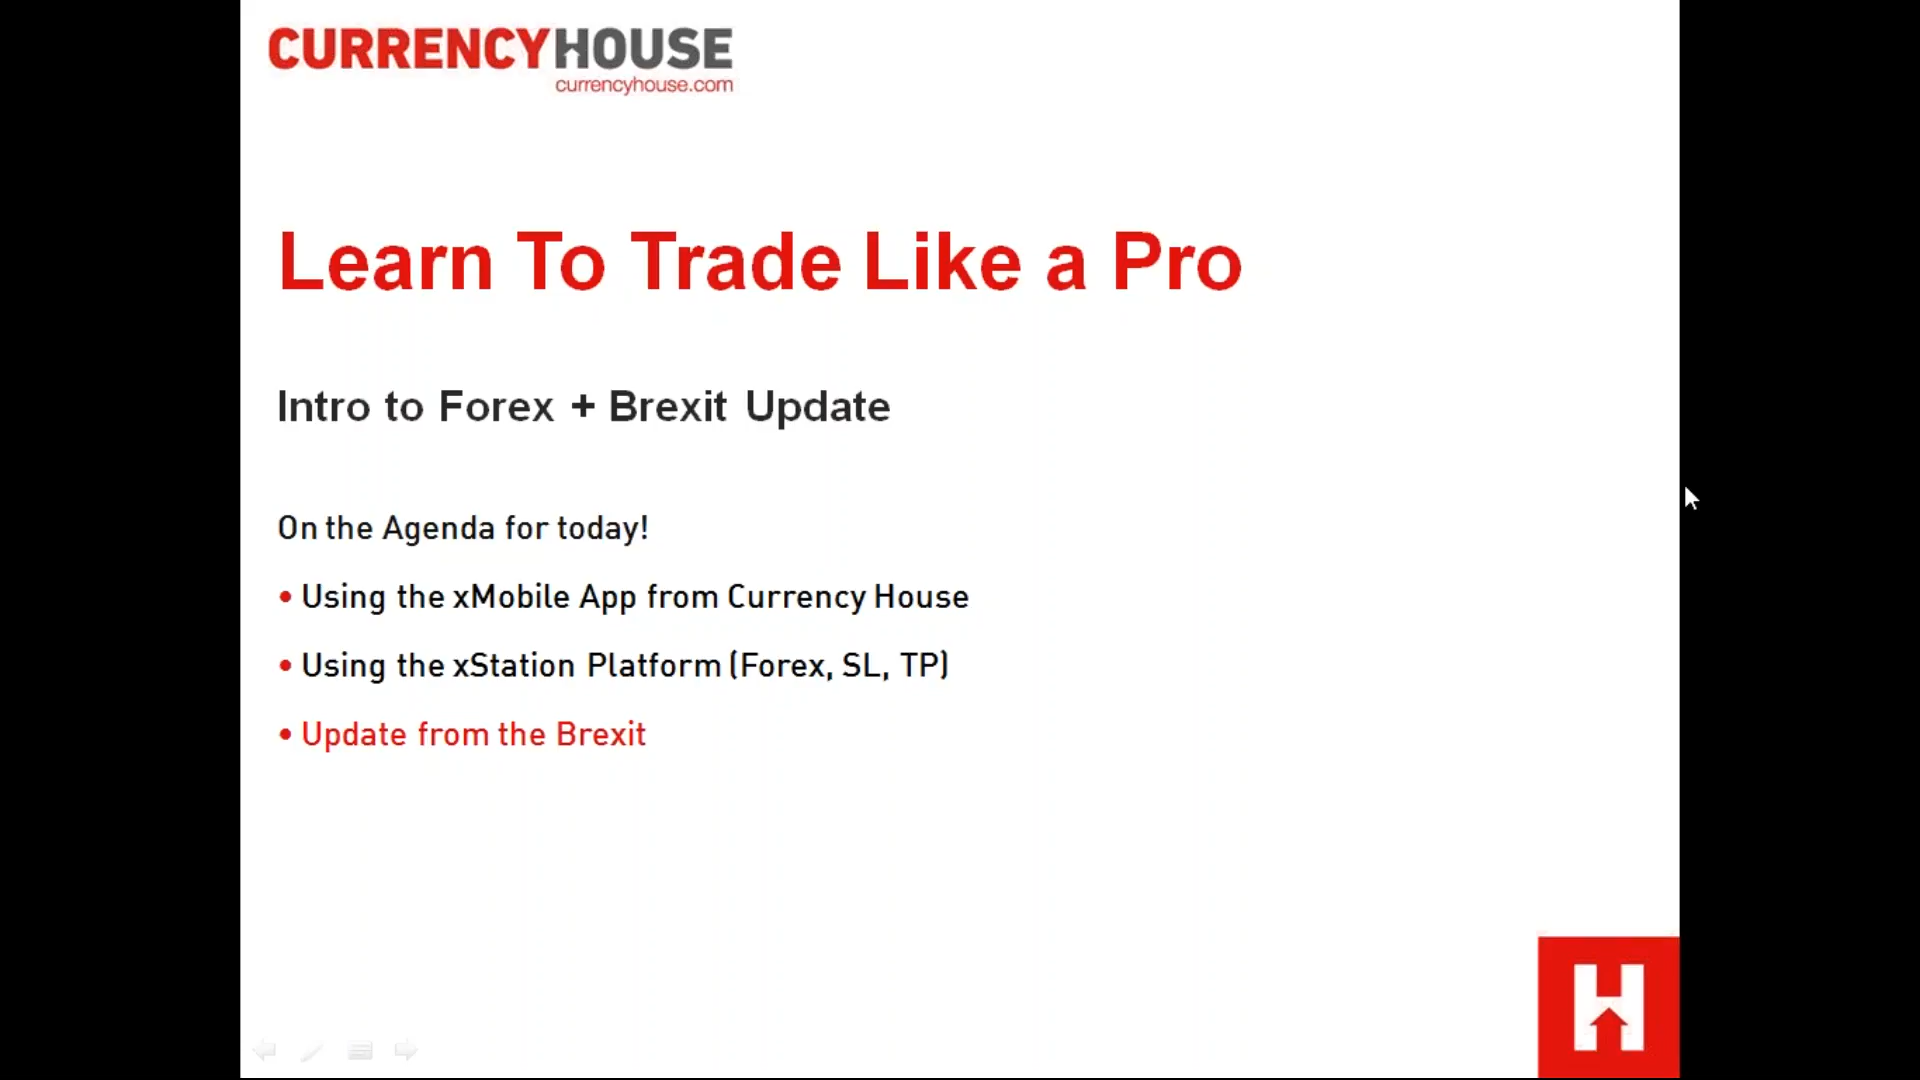 CURRENCYHOUSE
currencyhouse.com
Learn To Trade Like a Pro
Intro to Forex + Brexit Update
On the Agenda for today!
• Using the xMobile App from Currency House
• Using the xStation Platform (Forex, SL, TP)
• Update from the Brexit
H